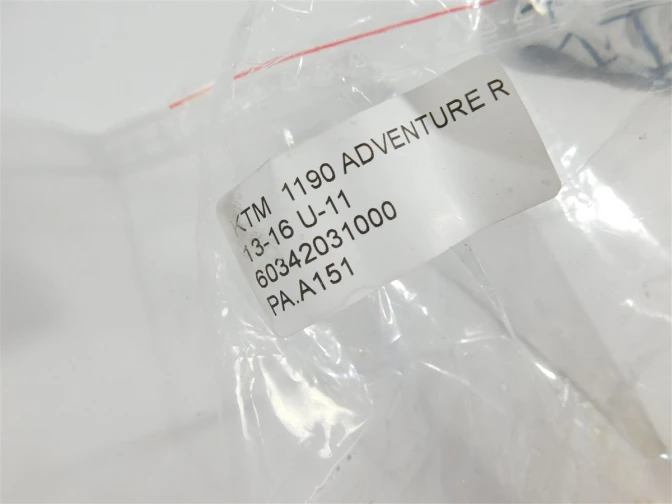 KTM 1190 ADVENTURE R
13-16 U-11
60342031000
PA.A151